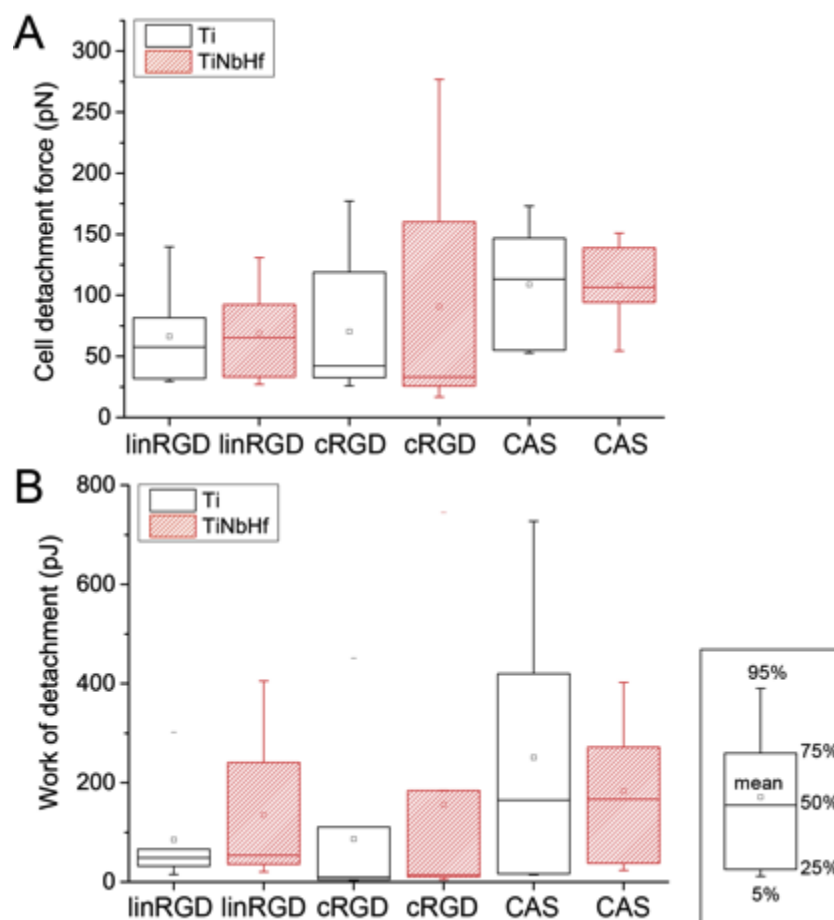 A
Ti
TiNbHf
Cell detachment force (pN)
300
250
200
150
100
50
0
linRGD linRGD cRGD cRGD CAS CAS
B
Ti
TiNbHf
Work of detachment (pJ)
800
600
400
200
0
linRGD linRGD cRGD cRGD CAS CAS
95%
75%
mean
50%
25%
5%